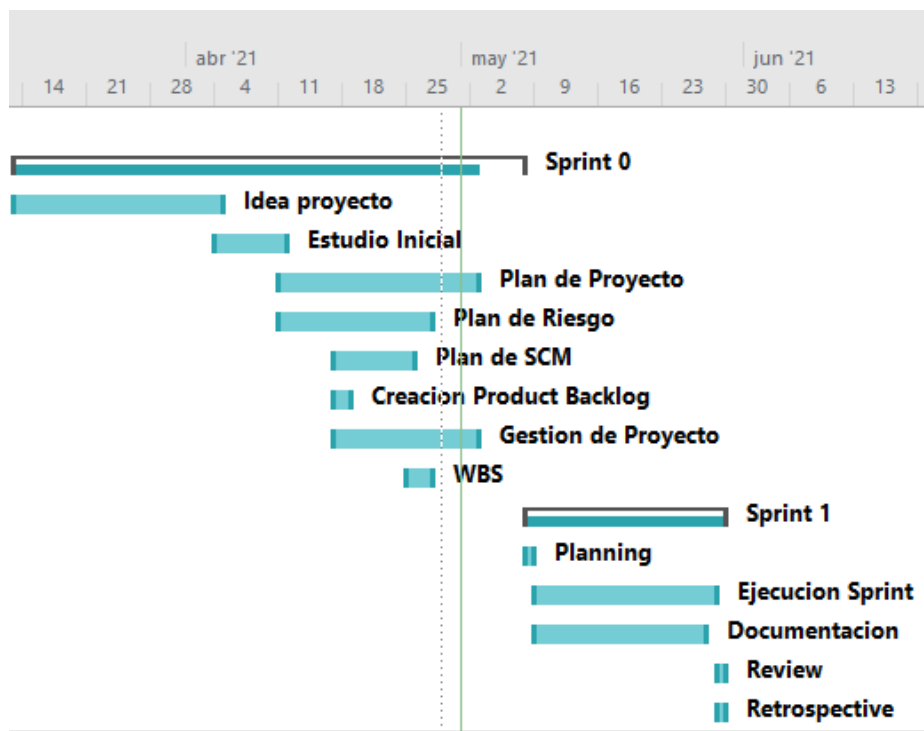 abr '21 may '21 jun '21
14 21 28 4 11 18 25 2 9 16 23 30 6 13
Sprint 0
Idea proyecto
Estudio Inicial
Plan de Proyecto
Plan de Riesgo
Plan de SCM
Creacion Product Backlog
Gestion de Proyecto
WBS
Sprint 1
Planning
Ejecucion Sprint
Documentacion
Review
Retrospective